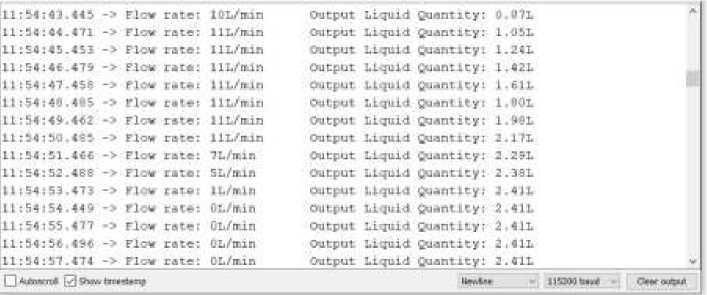 11:54:43.445 -> Flow rate: 10L/min Output Liquid Quantity: 0.87L
11:54:44.471 -> Flow rate: 11L/min Output Liquid Quantity: 1.05L
11:54:45.453 -> Flow rate: 11L/min Output Liquid Quantity: 1.24L
11:54:46.479 -> Flow rate: 11L/min Output Liquid Quantity: 1.42L
11:54:47.458 -> Flow rate: 11L/min Output Liquid Quantity: 1.61L
11:54:48.485 -> Flow rate: 11L/min Output Liquid Quantity: 1.80L
11:54:49.462 -> Flow rate: 11L/min Output Liquid Quantity: 1.98L
11:54:50.485 -> Flow rate: 11L/min Output Liquid Quantity: 2.17L
11:54:51.466 -> Flow rate: 7L/min Output Liquid Quantity: 2.29L
11:54:52.488 -> Flow rate: 5L/min Output Liquid Quantity: 2.38L
11:54:53.473 -> Flow rate: 1L/min Output Liquid Quantity: 2.41L
11:54:54.449 -> Flow rate: 0L/min Output Liquid Quantity: 2.41L
11:54:55.477 -> Flow rate: 0L/min Output Liquid Quantity: 2.41L
11:54:56.496 -> Flow rate: 0L/min Output Liquid Quantity: 2.41L
11:54:57.474 -> Flow rate: 0L/min Output Liquid Quantity: 2.41L
Autoscroll Show timestamp Newline 115200 baud Clear output